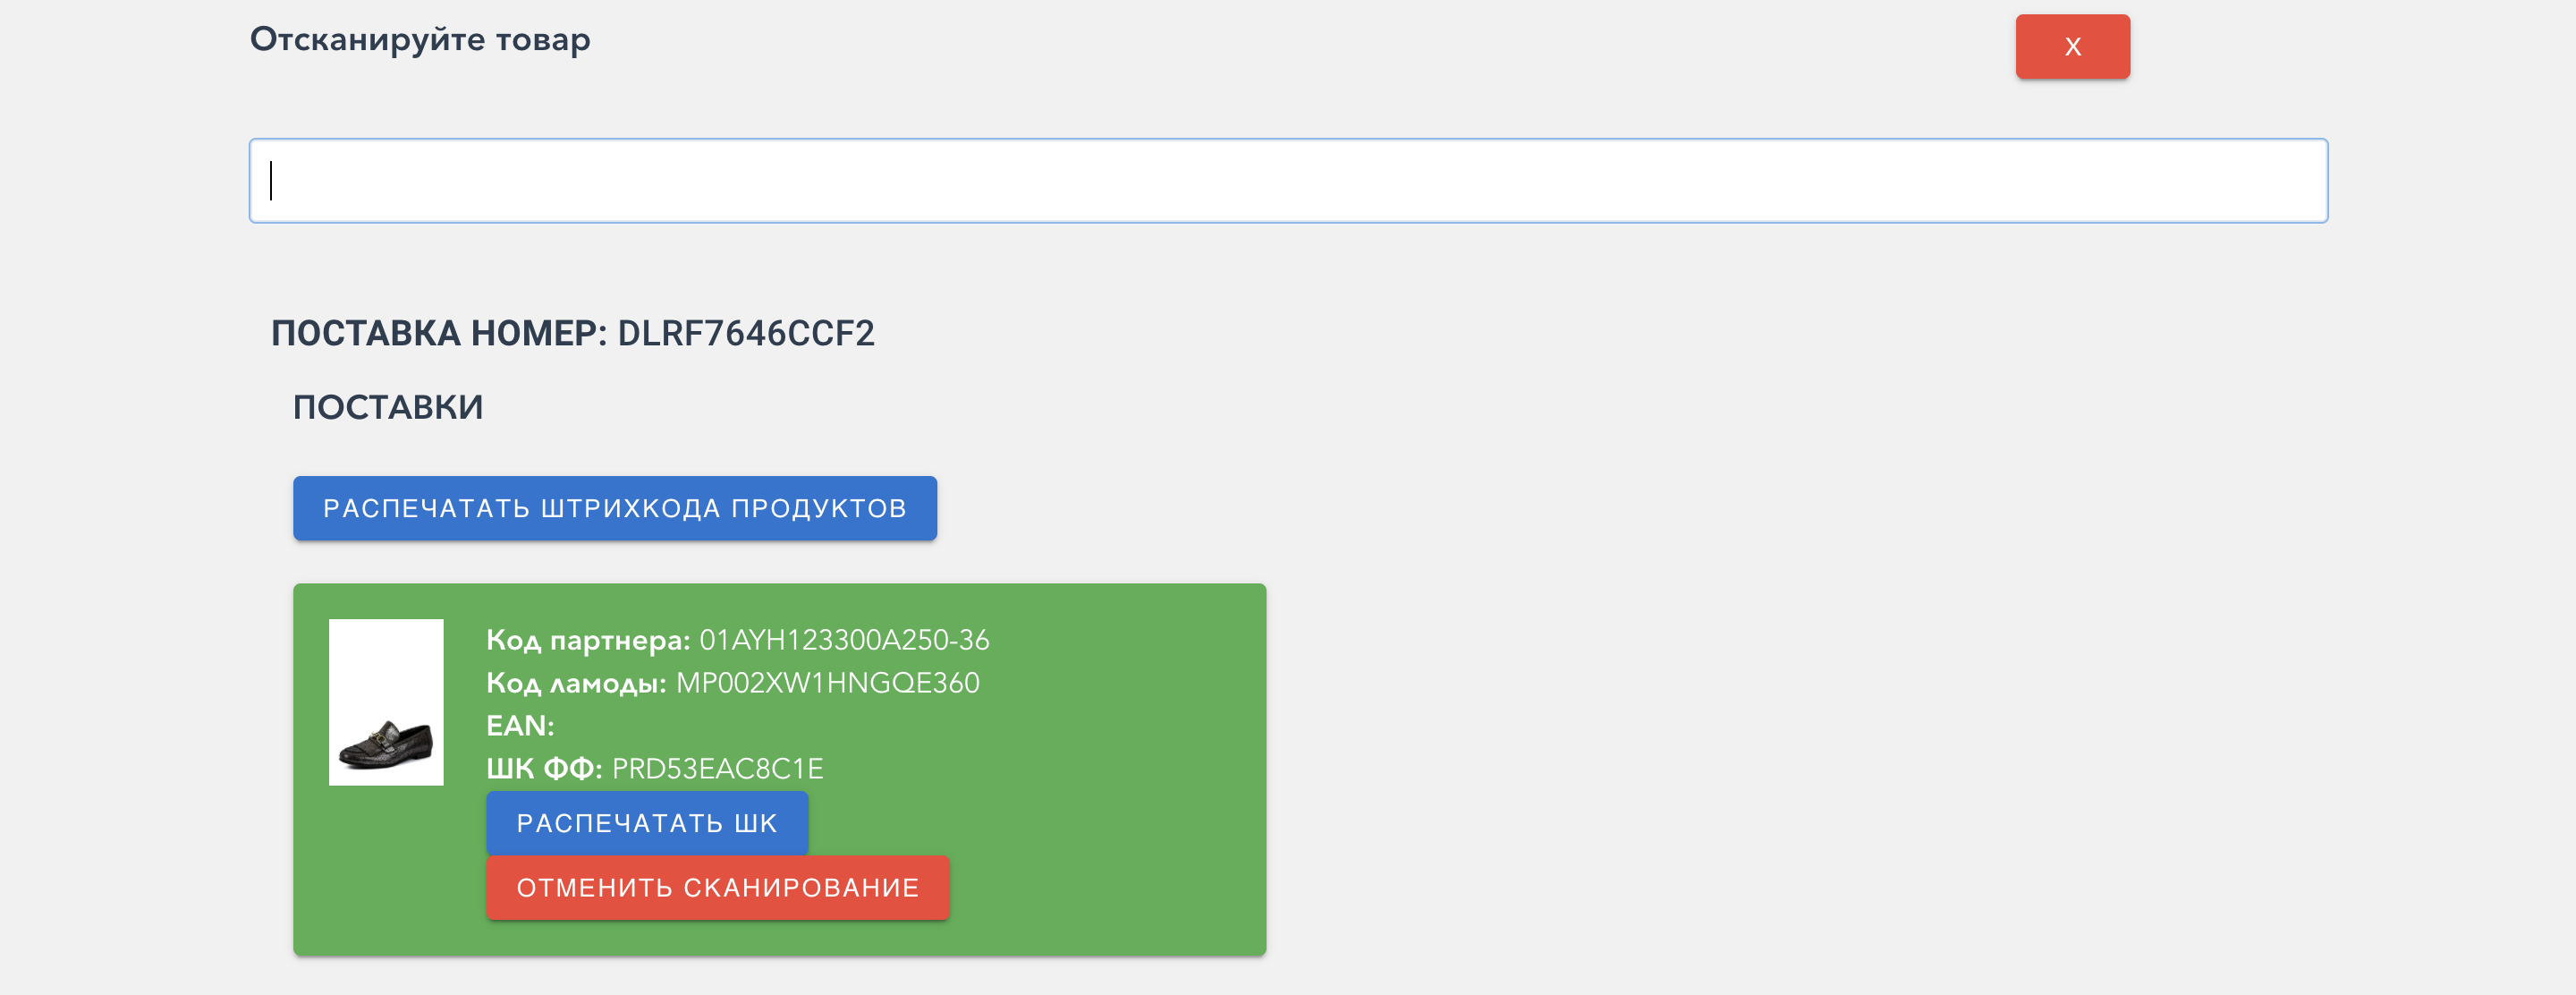 Отсканируйте товар
X
ПОСТАВКА НОМЕР: DLRF7646CCF2
ПОСТАВКИ
РАСПЕЧАТАТЬ ШТРИХКОДА ПРОДУКТОВ
Код партнера: 01AYH123300A250-36
Код ламоды: MP002XW1HNGQE360
EAN:
ШК ФФ: PRD53EAC8C1E
РАСПЕЧАТАТЬ ШК
ОТМЕНИТЬ СКАНИРОВАНИЕ